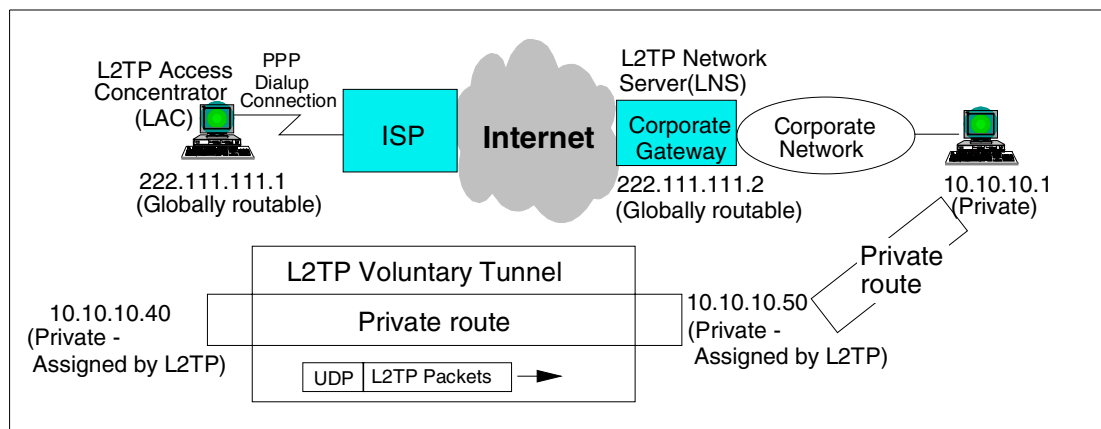 L2TP Access
Concentrator
(LAC)
PPP
Dialup
Connection
ISP
Internet
L2TP Network
Server(LNS)
Corporate
Gateway
Corporate
Network
222.111.111.1
(Globally routable)
222.111.111.2
(Globally routable)
10.10.10.1
(Private)
Private
route
L2TP Voluntary Tunnel
10.10.10.40
(Private -
Assigned by L2TP)
Private route
10.10.10.50
(Private -
Assigned by L2TP)
UDP
L2TP Packets